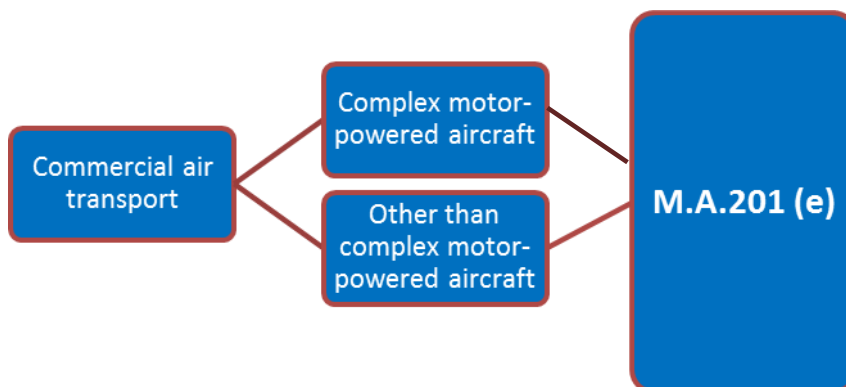 Commercial air
transport
Complex motor-
powered aircraft
Other than
complex motor-
powered aircraft
M.A.201 (e)